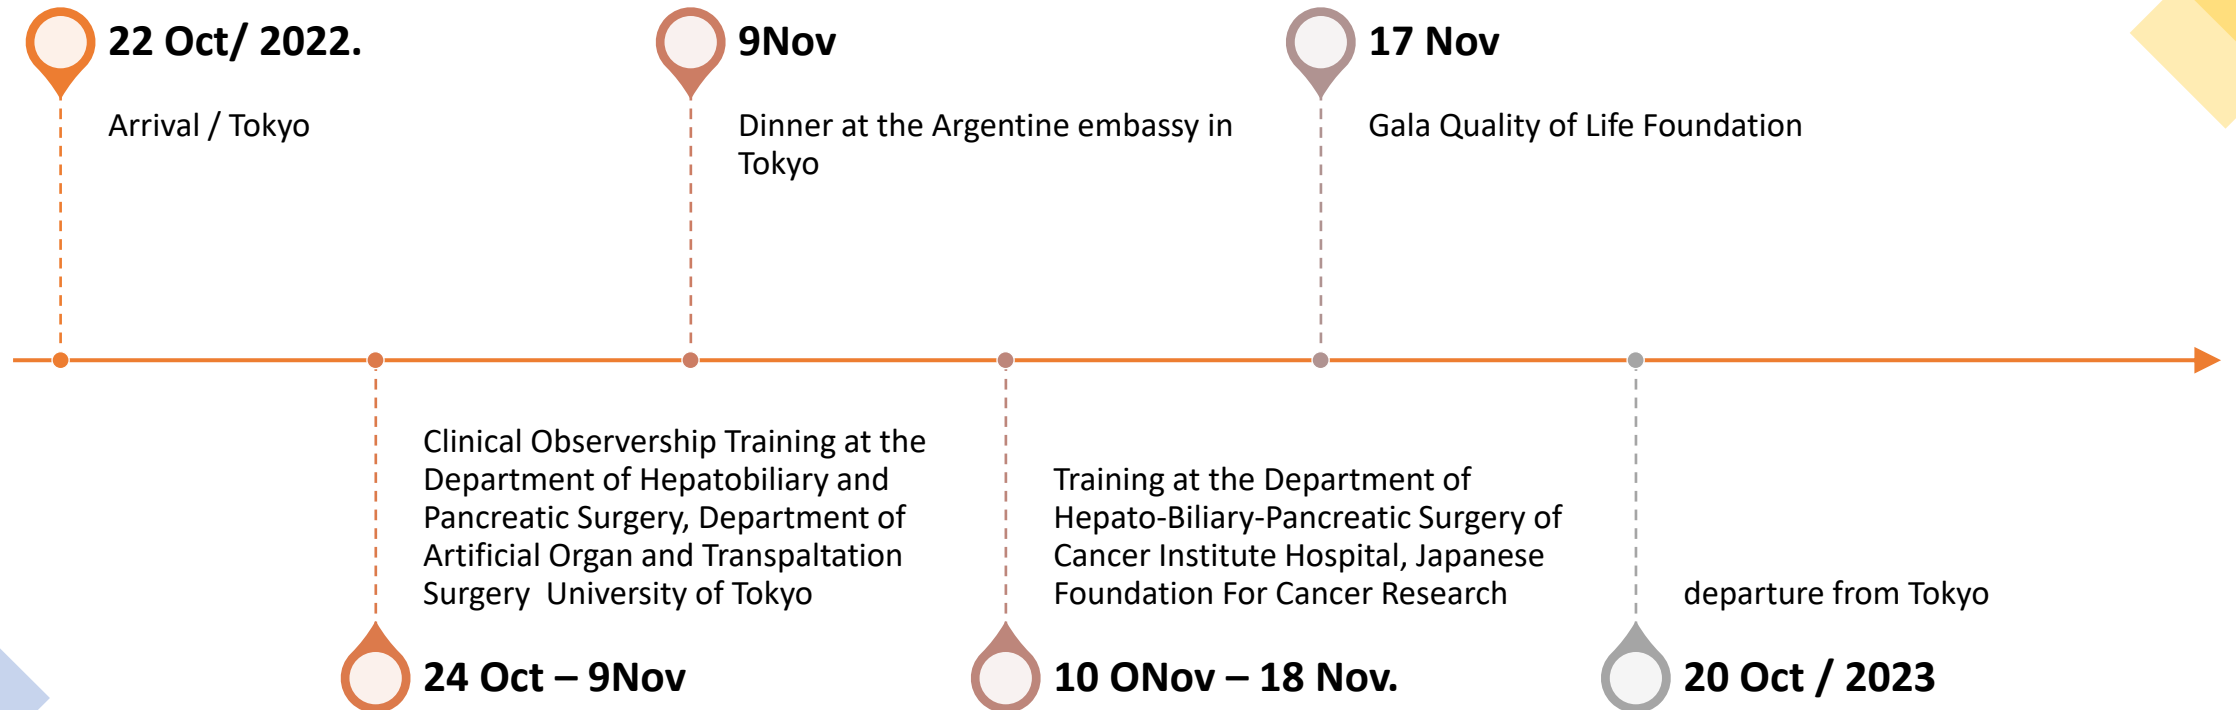 22 Oct/ 2022.
Arrival / Tokyo
24 Oct – 9Nov
Clinical Observership Training at the
Department of Hepatobiliary and
Pancreatic Surgery, Department of
Artificial Organ and Transpaltation
Surgery  University of Tokyo
9Nov
Dinner at the Argentine embassy in
Tokyo
10 ONov – 18 Nov.
Training at the Department of
Hepato-Biliary-Pancreatic Surgery of
Cancer Institute Hospital, Japanese
Foundation For Cancer Research
17 Nov
Gala Quality of Life Foundation
20 Oct / 2023
departure from Tokyo